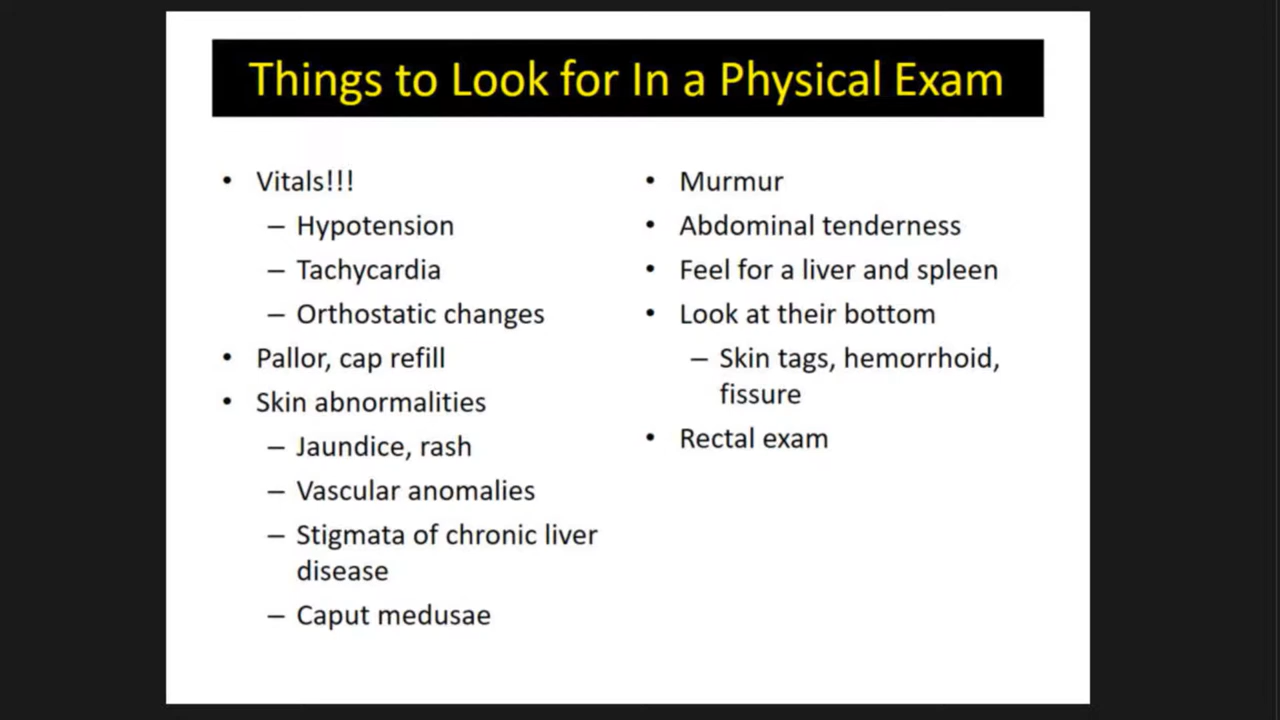 Things to Look for In a Physical Exam
• Vitals!!!
– Hypotension
– Tachycardia
– Orthostatic changes
• Pallor, cap refill
• Skin abnormalities
– Jaundice, rash
– Vascular anomalies
– Stigmata of chronic liver
disease
– Caput medusae
• Murmur
• Abdominal tenderness
• Feel for a liver and spleen
• Look at their bottom
– Skin tags, hemorrhoid,
fissure
• Rectal exam